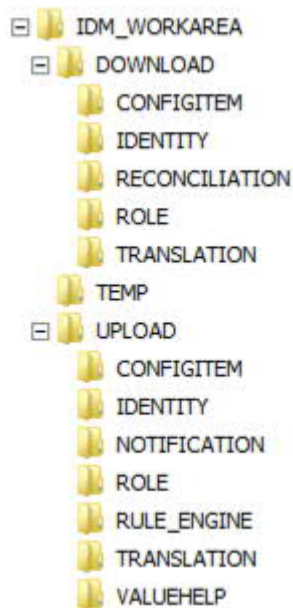 IDM_WORKAREA
DOWNLOAD
CONFIGITEM
IDENTITY
RECONCILIATION
ROLE
TRANSLATION
TEMP
UPLOAD
CONFIGITEM
IDENTITY
NOTIFICATION
ROLE
RULE_ENGINE
TRANSLATION
VALUEHELP